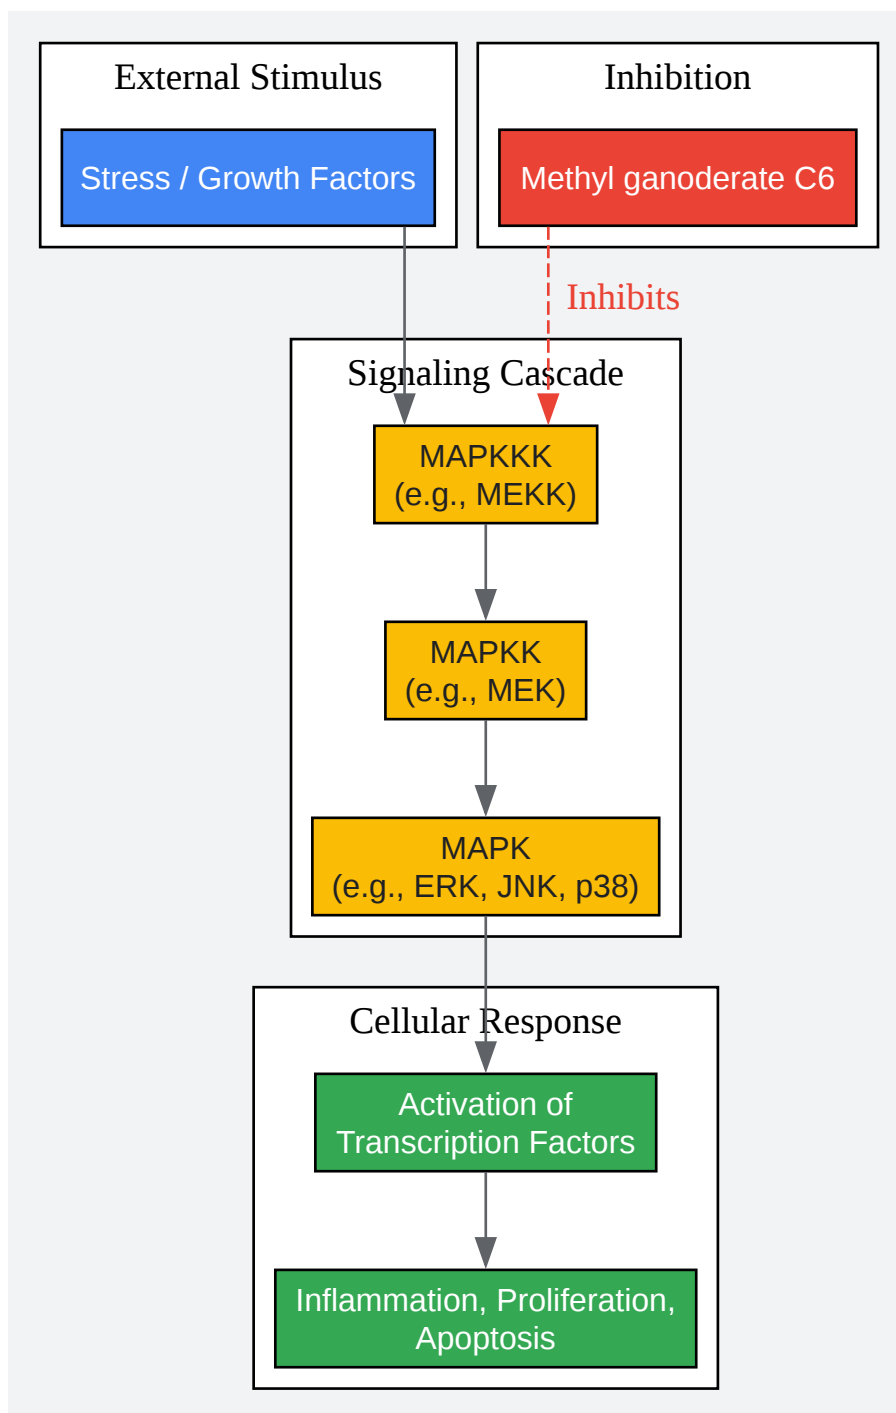 External Stimulus
Stress / Growth Factors
Inhibition
Methyl ganoderate C6
Inhibits
Signaling Cascade
MAPKKK
(e.g., MEKK)
MAPKK
(e.g., MEK)
MAPK
(e.g., ERK, JNK, p38)
Cellular Response
Activation of
Transcription Factors
Inflammation, Proliferation,
Apoptosis